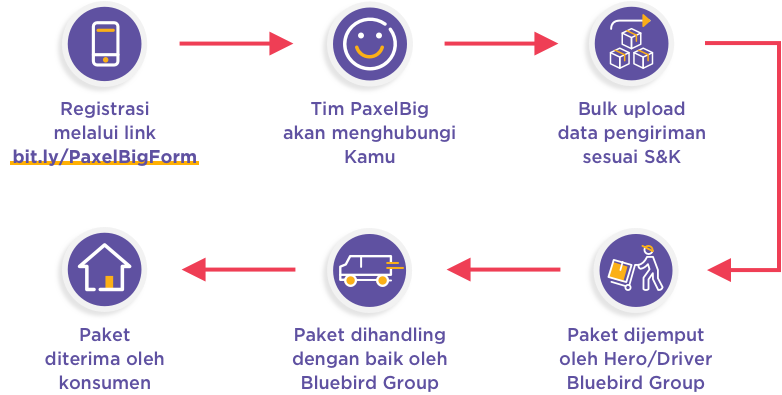 Registrasi
melalui link
bit.ly/PaxelBigForm
Tim PaxelBig
akan menghubungi
Kamu
Bulk upload
data pengiriman
sesuai S&K
Paket dijemput
oleh Hero/Driver
Bluebird Group
Paket dihandling
dengan baik oleh
Bluebird Group
Paket
diterima oleh
konsumen